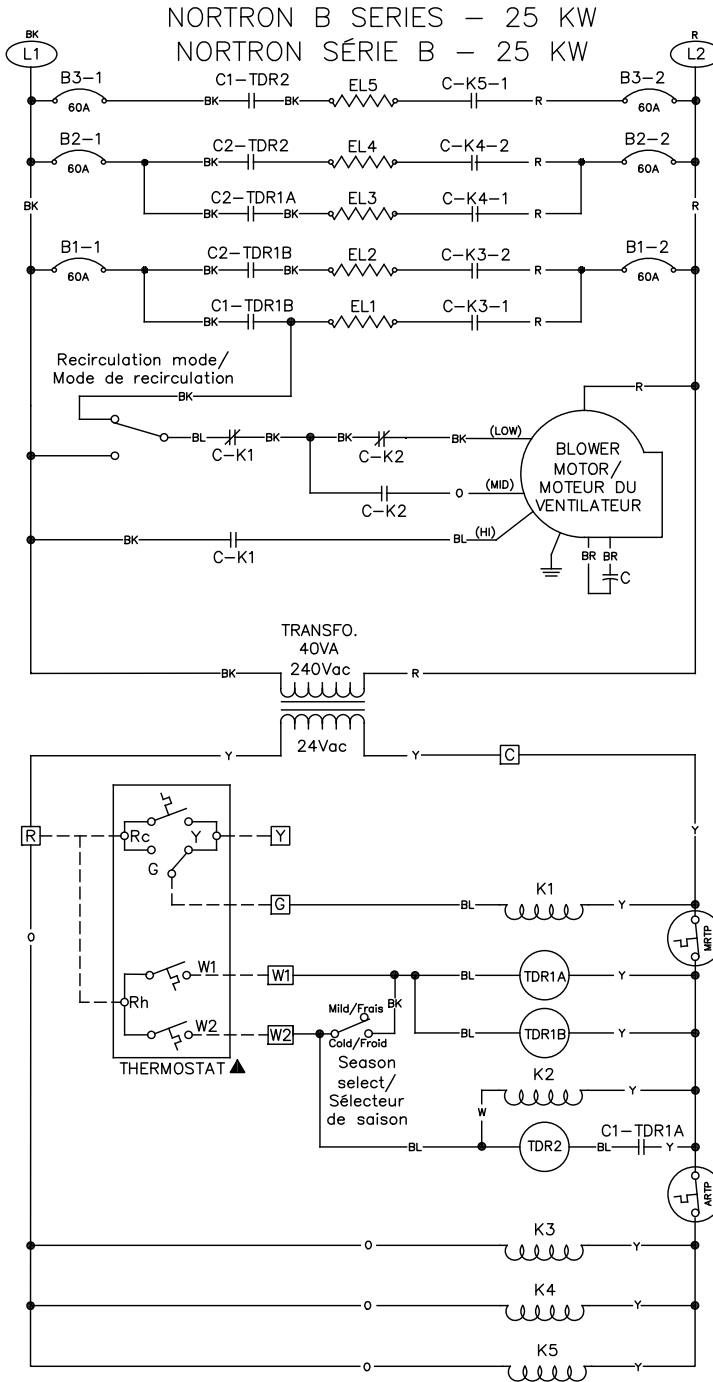 NORTRON B SERIES – 25 KW
NORTRON SÉRIE B – 25 KW
BK R
L1 L2
B3-1 C1-TDR2 EL5 C-K5-1 B3-2
60A BK BK R 60A
B2-1 C2-TDR2 EL4 C-K4-2 B2-2
60A BK BK R 60A
C2-TDR1A EL3 C-K4-1
BK BK BK R R
B1-1 C2-TDR1B EL2 C-K3-2 B1-2
60A BK BK R 60A
C1-TDR1B EL1 C-K3-1
BK R
Recirculation mode/
Mode de recirculation
BK R
BL BK BK BK (LOW)
C-K1 C-K2
BLOWER
MOTOR/
MOTEUR DU
VENTILATEUR
O (MID)
C-K2
BK BL (HI)
C-K1
BR BR
C
TRANSFO.
40VA
240Vac
BK R
24Vac
Y Y C
R Rc Y Y
Y
G
G BL K1 Y
O
MRTP
W1 W1 BL TDR1A Y
Rh
Mild/Frais BK
W2 W2
Cold/Froid
BL TDR1B Y
THERMOSTAT
Season
select/
Sélecteur
de saison
K2
W Y
BL TDR2 BL C1-TDR1A Y
ARTP
K3
O Y
K4
O Y
K5
O Y